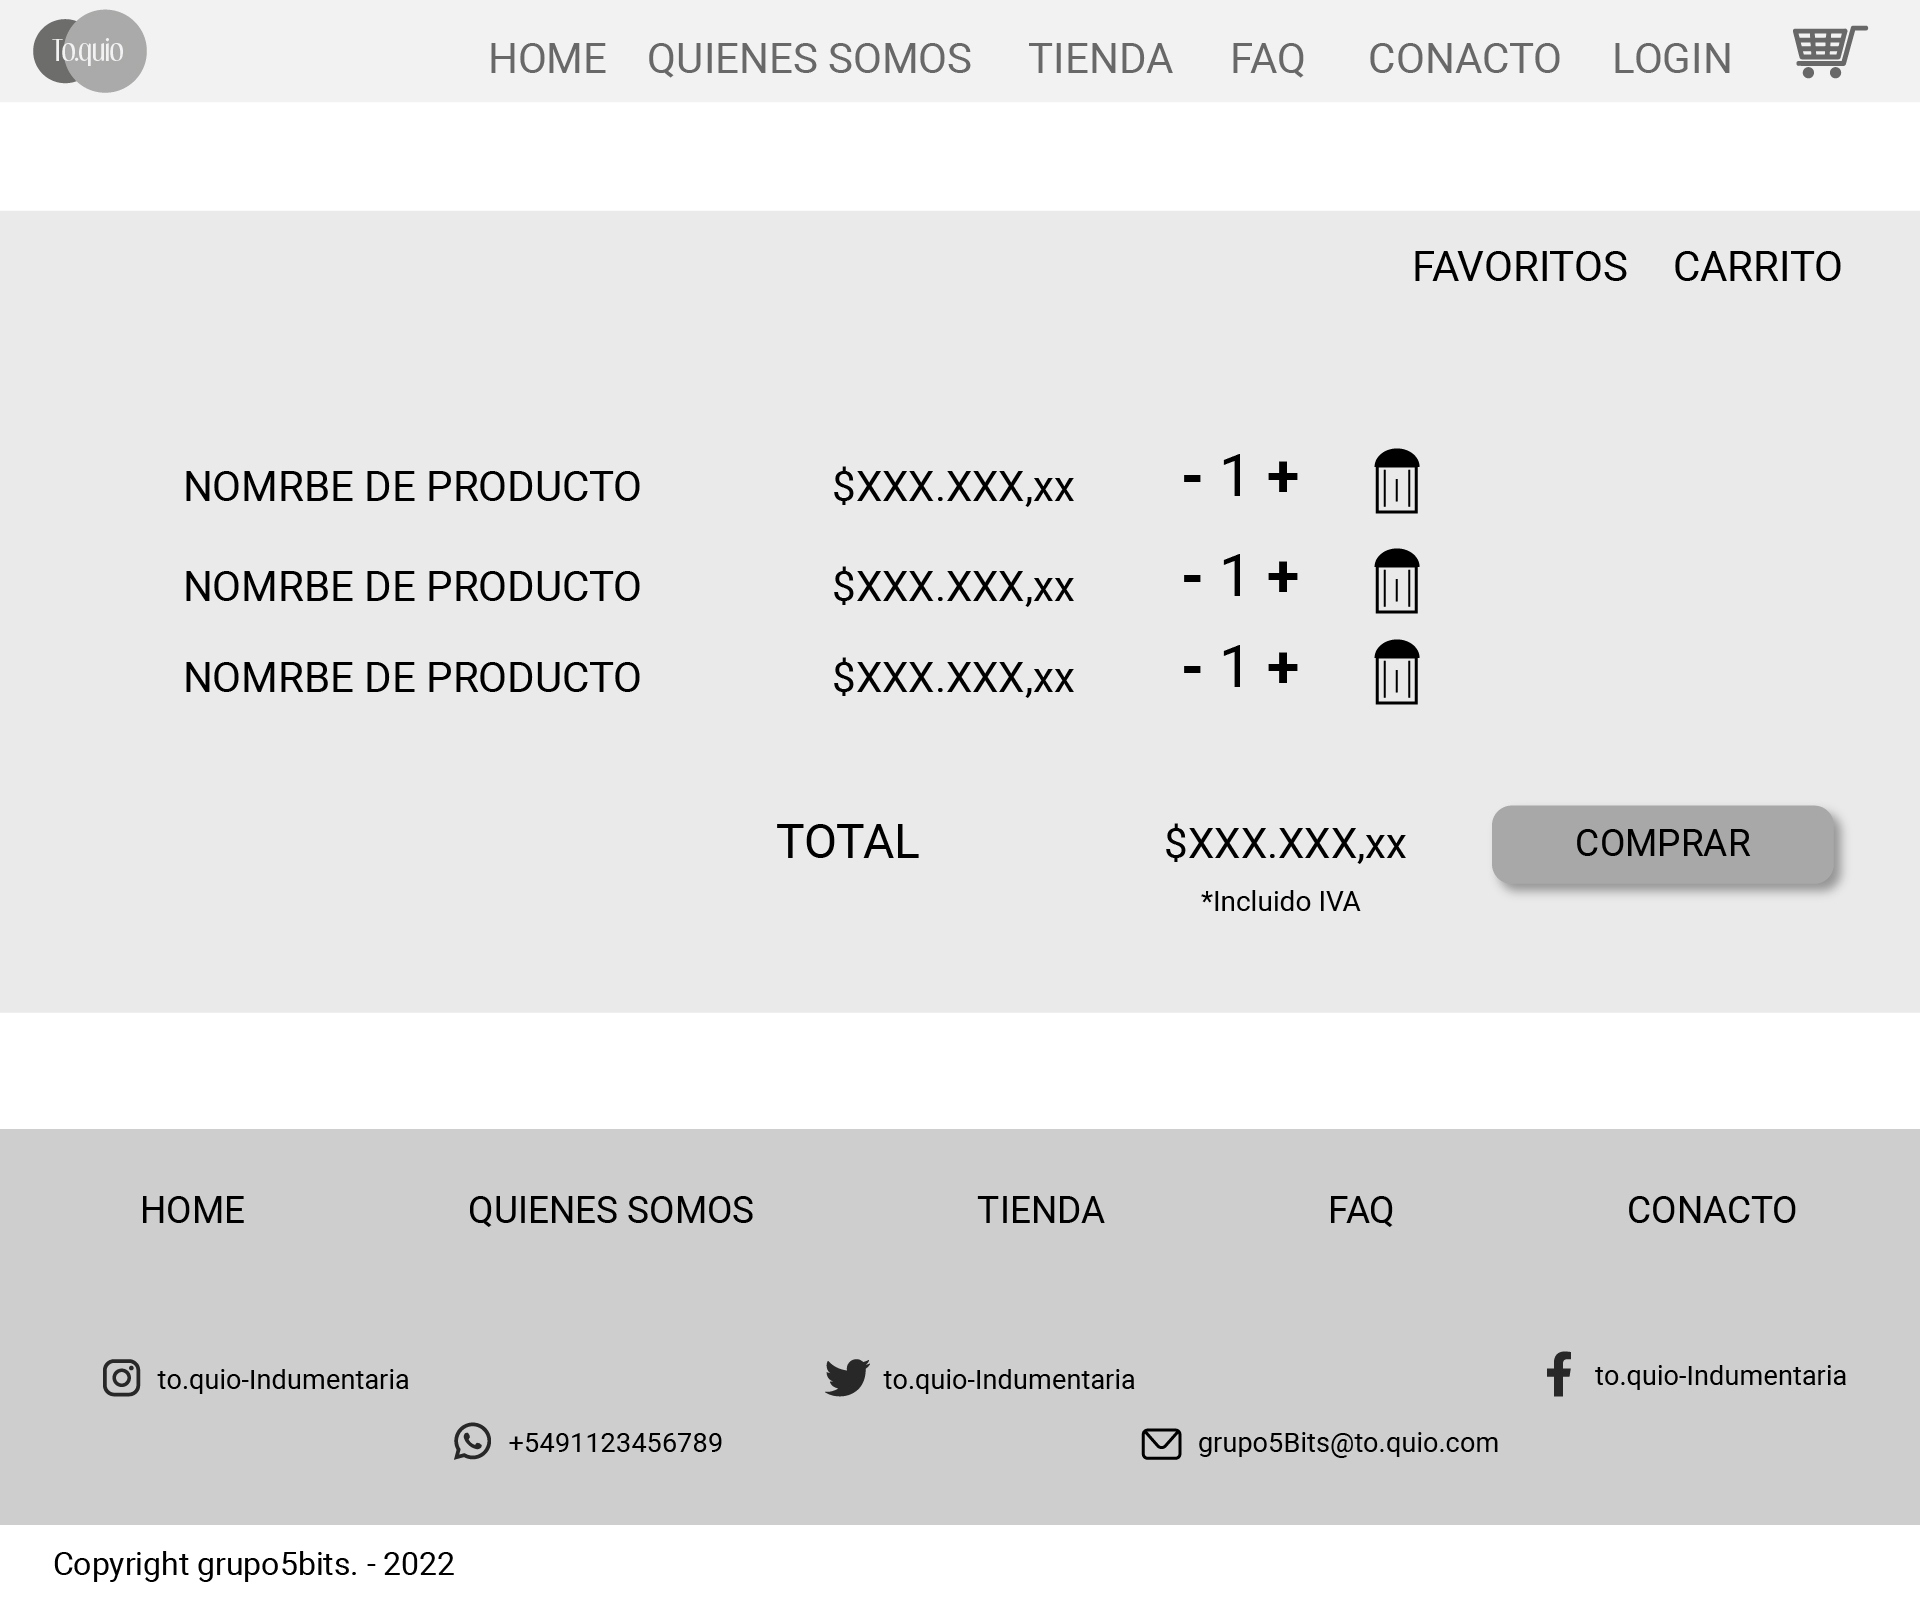 To.quio
HOME QUIENES SOMOS TIENDA FAQ CONACTO LOGIN
FAVORITOS CARRITO
NOMRBE DE PRODUCTO $XXX.XXX,xx - 1 +
NOMRBE DE PRODUCTO $XXX.XXX,xx - 1 +
NOMRBE DE PRODUCTO $XXX.XXX,xx - 1 +
TOTAL $XXX.XXX,xx COMPRAR
*Incluido IVA
HOME QUIENES SOMOS TIENDA FAQ CONACTO
to.quio-Indumentaria to.quio-Indumentaria to.quio-Indumentaria
+5491123456789 grupo5Bits@to.quio.com
Copyright grupo5bits. - 2022